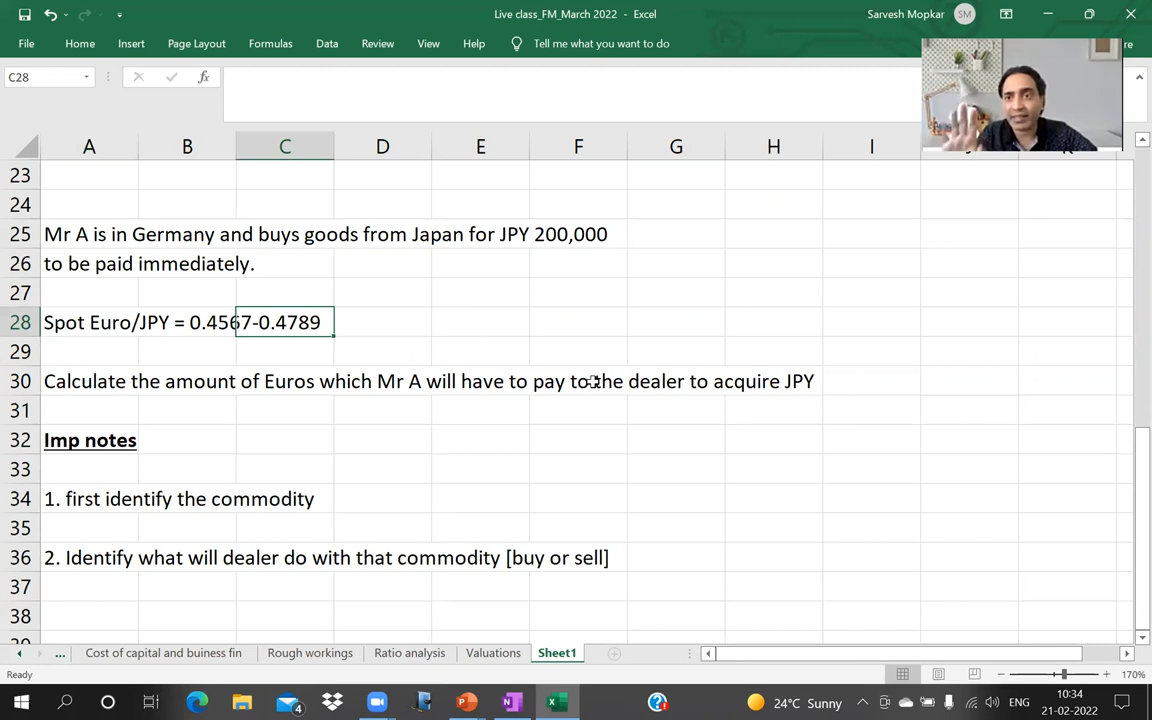 Live class_FM_March 2022 - Excel
Sarvesh Mopkar SM
File Home Insert Page Layout Formulas Data Review View Help Tell me what you want to do re
C28 fx
A B C D E F G H I
23
24
25 Mr A is in Germany and buys goods from Japan for JPY 200,000
26 to be paid immediately.
27
28 Spot Euro/JPY = 0.4567-0.4789
29
30 Calculate the amount of Euros which Mr A will have to pay to the dealer to acquire JPY
31
32 Imp notes
33
34 1. first identify the commodity
35
36 2. Identify what will dealer do with that commodity [buy or sell]
37
38
... Cost of capital and buiness fin Rough workings Ratio analysis Valuations Sheet1
Ready 170%
4 24°C Sunny ENG 10:34
21-02-2022